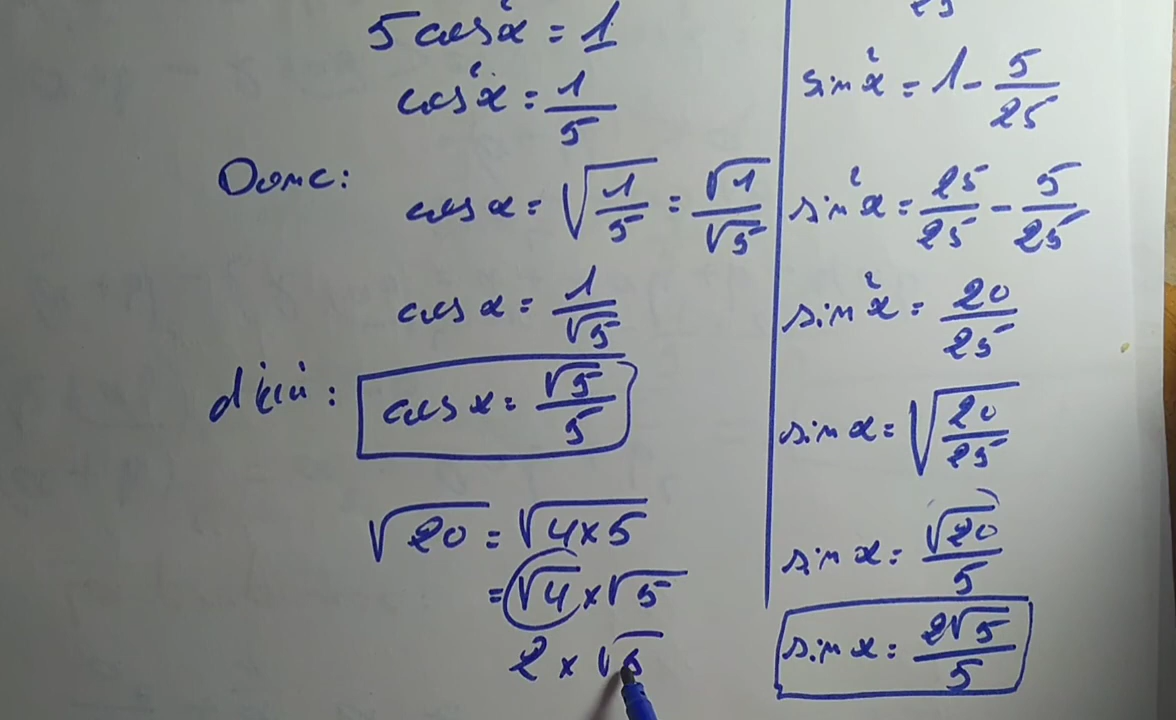 5 cos²x = 1
cos²x = 1/5
Donc:
cos x = √(1/5) = √1/√5
cos x = 1/√5
d'où : cos x = √5/5
√20 = √4×5
= √4 × √5
2 × √5
sin²x = 1 - 5/25
sin²x = 25/25 - 5/25
sin²x = 20/25
sin x = √(20/25)
sin x = √20/5
sin x = 2√5/5